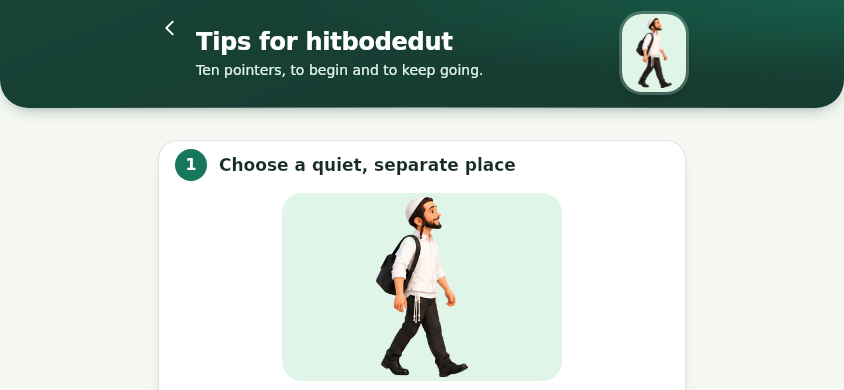 Tips for hitbodedut
Ten pointers, to begin and to keep going.
1 Choose a quiet, separate place